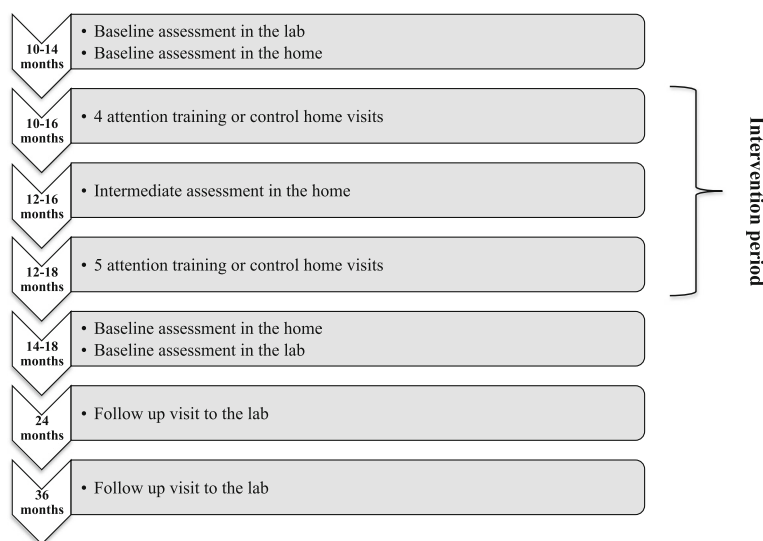 10-14
months
• Baseline assessment in the lab
• Baseline assessment in the home
10-16
months
• 4 attention training or control home visits
12-16
months
• Intermediate assessment in the home
12-18
months
• 5 attention training or control home visits
Intervention period
14-18
months
• Baseline assessment in the home
• Baseline assessment in the lab
24
months
• Follow up visit to the lab
36
months
• Follow up visit to the lab